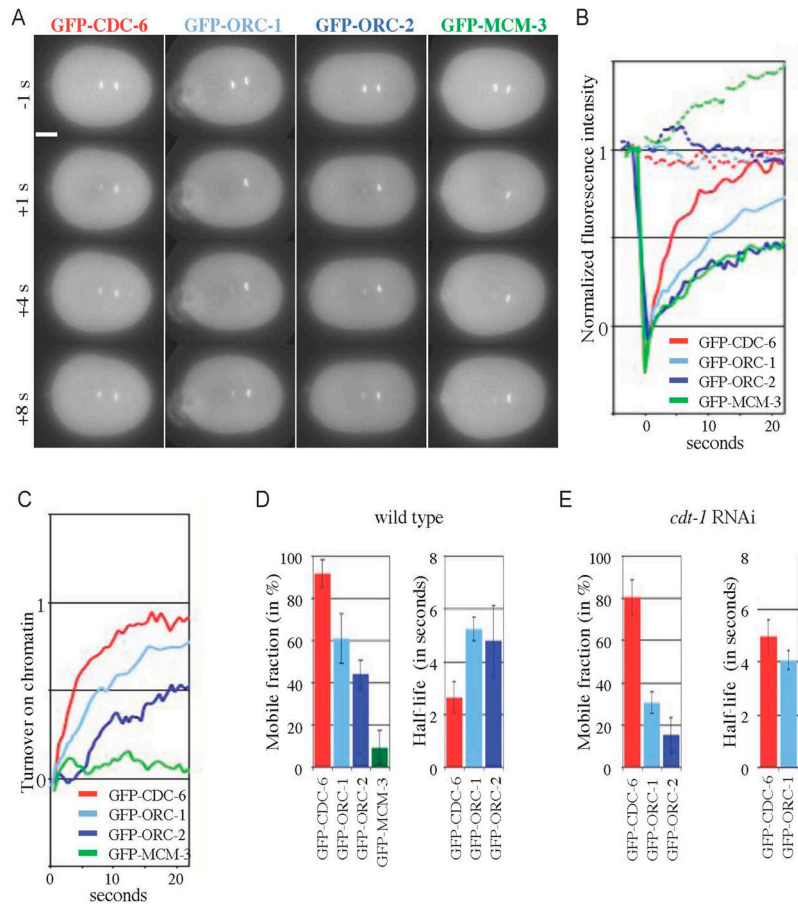 A
GFP-CDC-6 GFP-ORC-1 GFP-ORC-2 GFP-MCM-3
-1 s
+1s
+4 s
+8 s
B
Normalized fluorescence intensity
1
0
GFP-CDC-6
GFP-ORC-1
GFP-ORC-2
GFP-MCM-3
0 10 20
seconds
C
Turnover on chromatin
1
0
GFP-CDC-6
GFP-ORC-1
GFP-ORC-2
GFP-MCM-3
0 10 20
seconds
D
wild type
Mobile fraction (in %)
100
80
60
40
20
0
GFP-CDC-6
GFP-ORC-1
GFP-ORC-2
GFP-MCM-3
Half-life (in seconds)
8
6
4
2
0
GFP-CDC-6
GFP-ORC-1
GFP-ORC-2
E
cdt-1 RNAi
Mobile fraction (in %)
100
80
60
40
20
0
GFP-CDC-6
GFP-ORC-1
GFP-ORC-2
Half-life (in seconds)
8
6
4
2
0
GFP-CDC-6
GFP-ORC-1